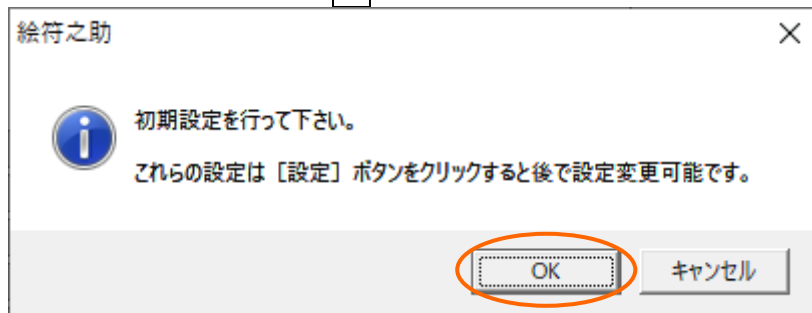 絵符之助
初期設定を行って下さい。
これらの設定は［設定］ボタンをクリックすると後で設定変更可能です。
OK
キャンセル